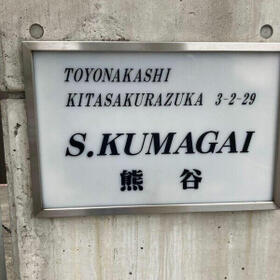 TOYONAKASHI
KITASAKURAZUKA 3-2-29
S.KUMAGAI
熊谷